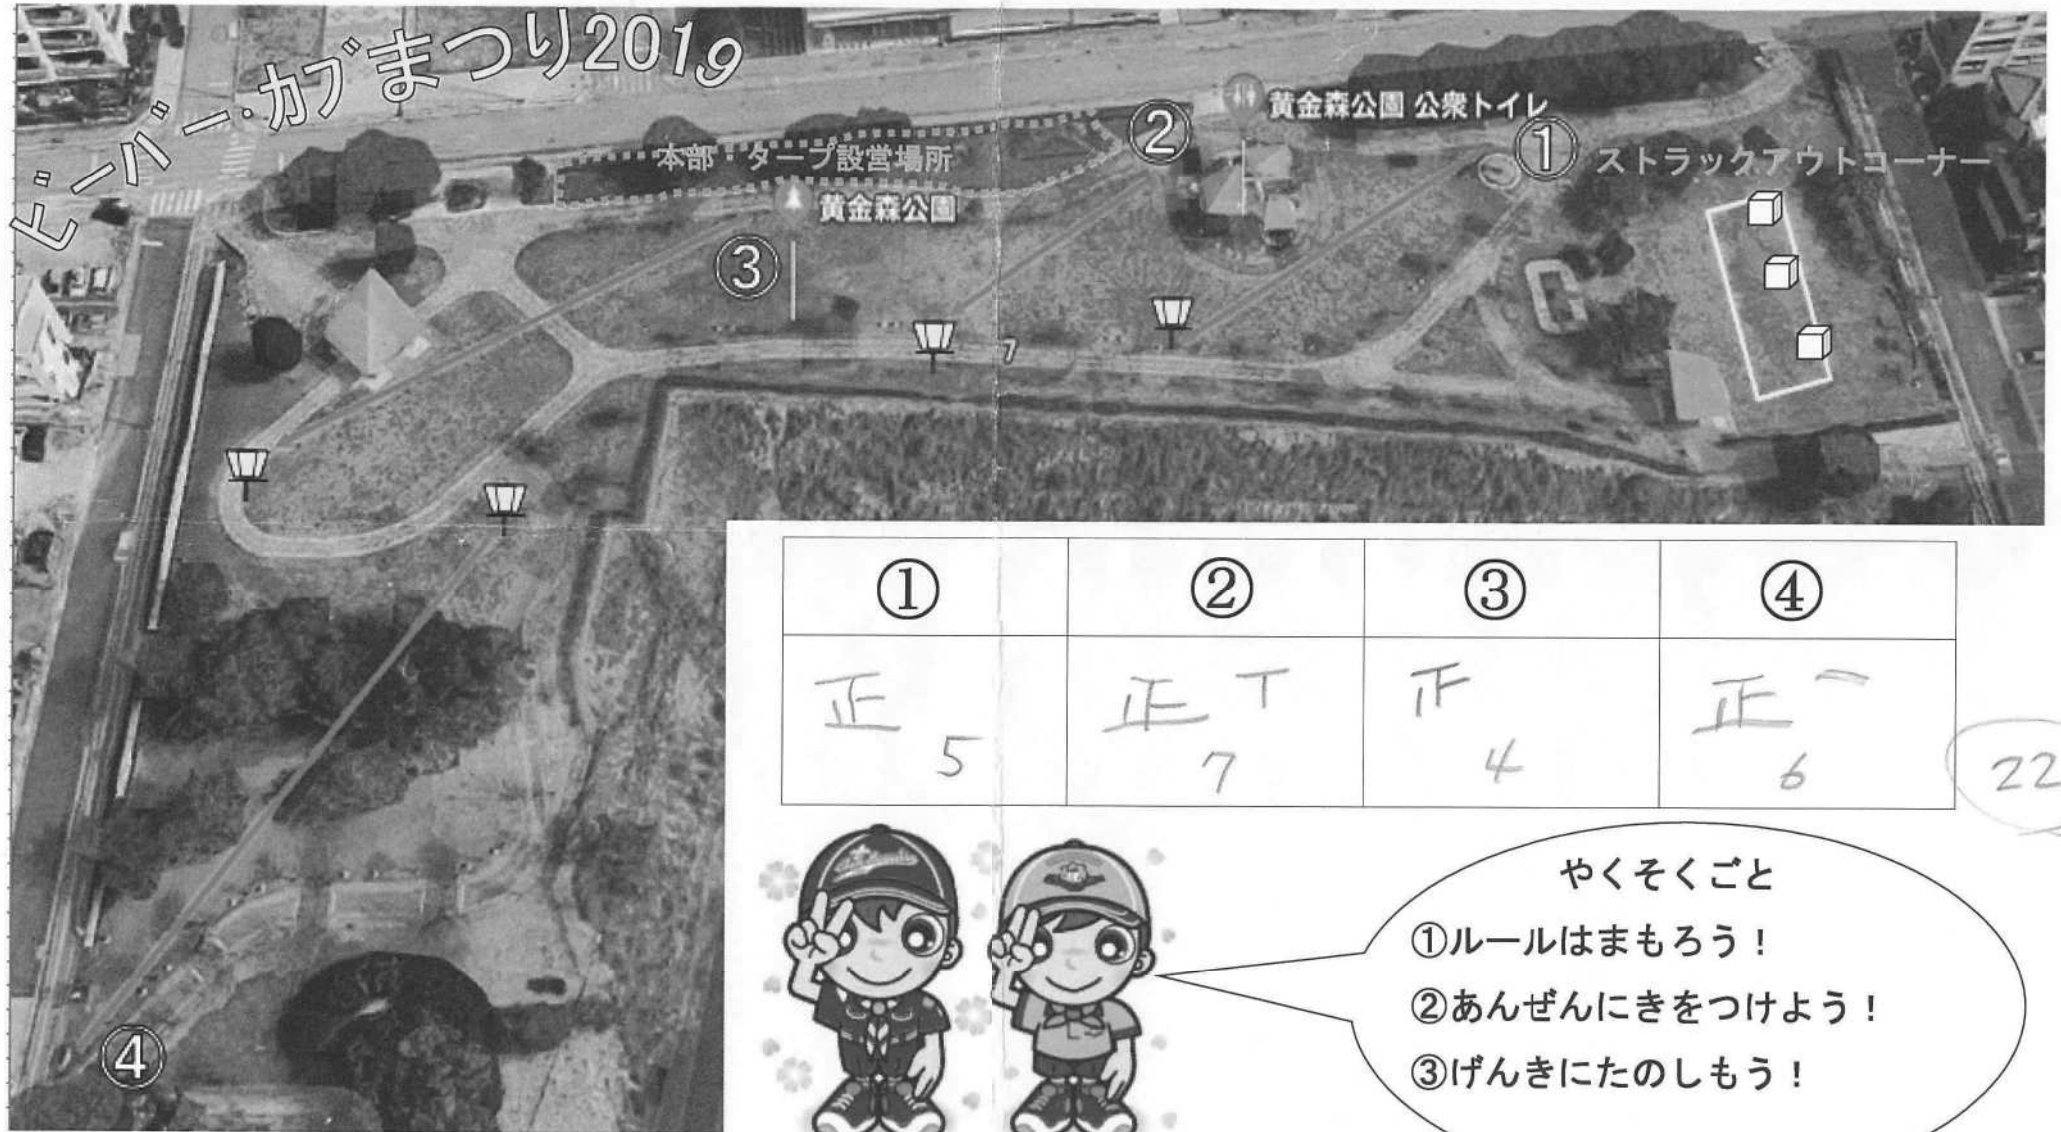 ビーバー・カブまつり2019
② 黄金森公園 公衆トイレ
① ストラックアウトコーナー
本部・タープ設営場所
黄金森公園
③
7
④
① ② ③ ④
正 正 丅 正 一
5 7 4 6
22
やくそくごと
①ルールはまもろう！
②あんぜんにきをつけよう！
③げんきにたのしもう！